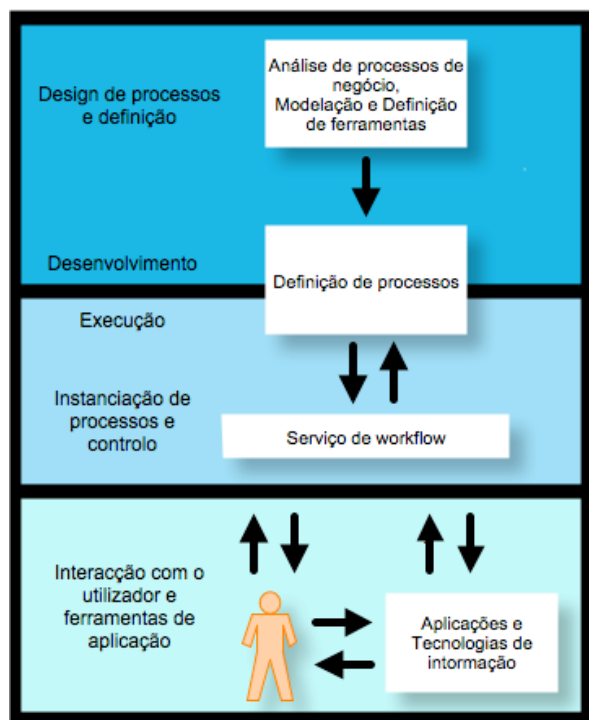 Análise de processos de
negócio,
Modelação e Definição
de ferramentas
Design de processos
e definição
Desenvolvimento
Definição de processos
Execução
Instanciação de
processos e
controlo
Serviço de workflow
Interacção com o
utilizador e
ferramentas de
aplicação
Aplicações e
Tecnologias de
informação